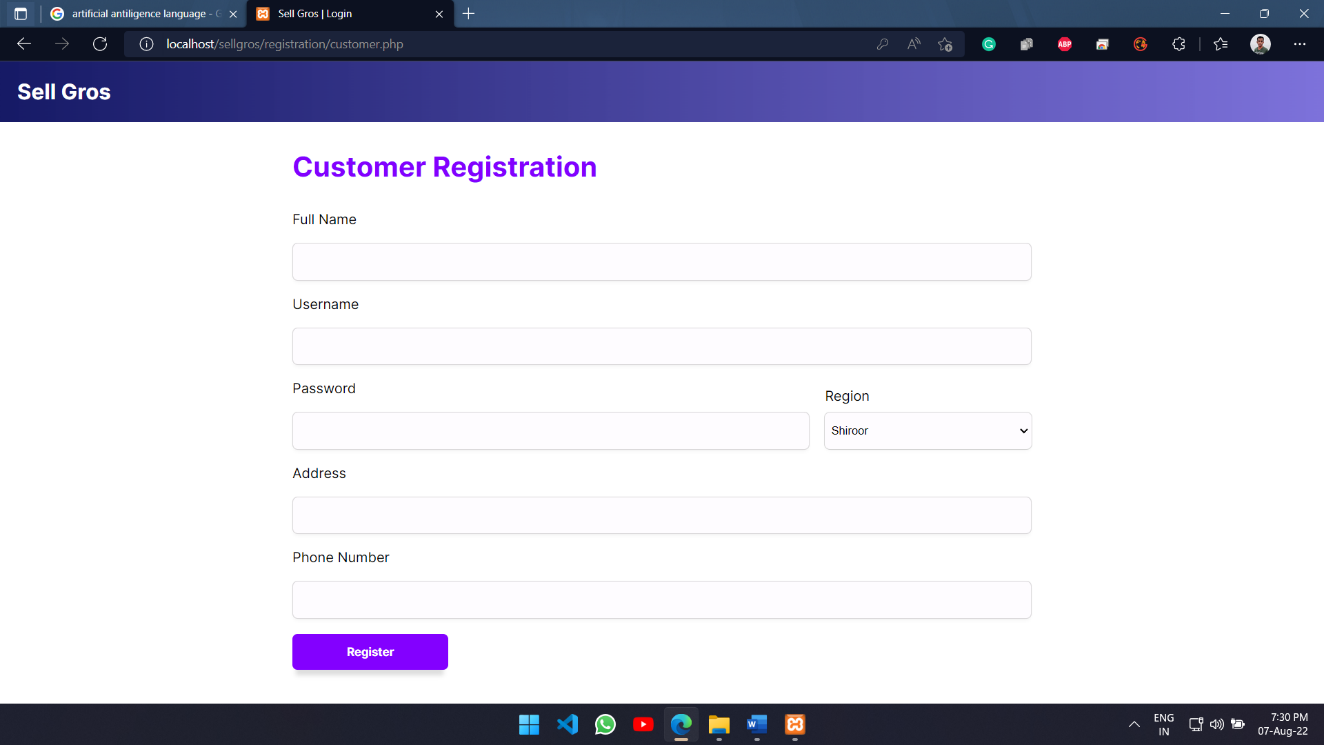 artificial antiligence language - G
Sell Gros | Login
localhost/sellgros/registration/customer.php
ABP
Sell Gros
Customer Registration
Full Name
Username
Password
Region
Shiroor
Address
Phone Number
Register
ENG
IN
7:30 PM
07-Aug-22